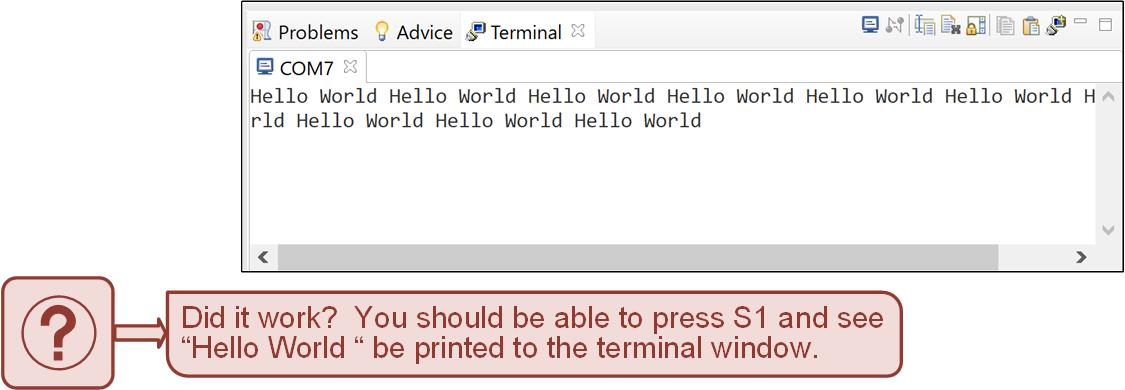 Problems Advice Terminal
COM7
Hello World Hello World Hello World Hello World Hello World Hello World H
rld Hello World Hello World Hello World
?
Did it work?  You should be able to press S1 and see
“Hello World “ be printed to the terminal window.